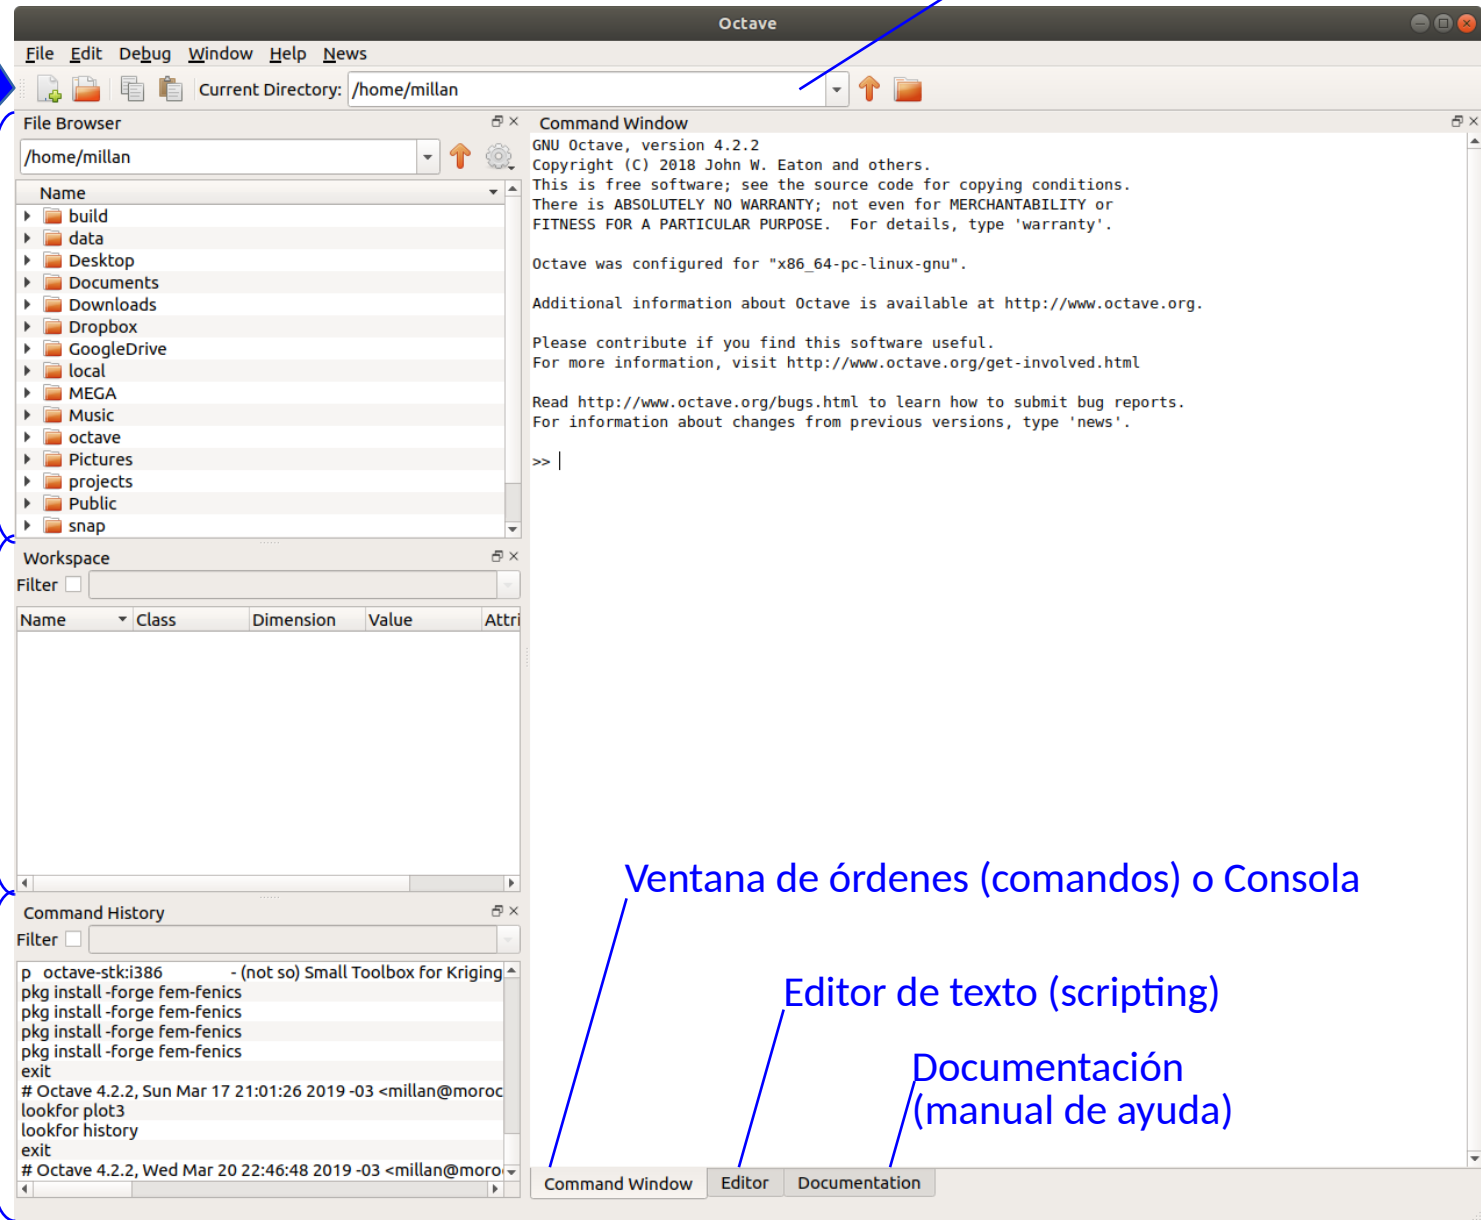 Octave
File Edit Debug Window Help News
Current Directory: /home/millan
File Browser
/home/millan
Name
build
data
Desktop
Documents
Downloads
Dropbox
GoogleDrive
local
MEGA
Music
octave
Pictures
projects
Public
snap
Workspace
Filter
Name Class Dimension Value Attri
Command History
Filter
p octave-stk:i386 - (not so) Small Toolbox for Kriging
pkg install -forge fem-fenics
pkg install -forge fem-fenics
pkg install -forge fem-fenics
pkg install -forge fem-fenics
exit
# Octave 4.2.2, Sun Mar 17 21:01:26 2019 -03 <millan@moroc
lookfor plot3
lookfor history
exit
# Octave 4.2.2, Wed Mar 20 22:46:48 2019 -03 <millan@moro
Command Window
GNU Octave, version 4.2.2
Copyright (C) 2018 John W. Eaton and others.
This is free software; see the source code for copying conditions.
There is ABSOLUTELY NO WARRANTY; not even for MERCHANTABILITY or
FITNESS FOR A PARTICULAR PURPOSE.  For details, type 'warranty'.
Octave was configured for "x86_64-pc-linux-gnu".
Additional information about Octave is available at http://www.octave.org.
Please contribute if you find this software useful.
For more information, visit http://www.octave.org/get-involved.html
Read http://www.octave.org/bugs.html to learn how to submit bug reports.
For information about changes from previous versions, type 'news'.
>>
Ventana de órdenes (comandos) o Consola
Editor de texto (scripting)
Documentación
(manual de ayuda)
Command Window Editor Documentation